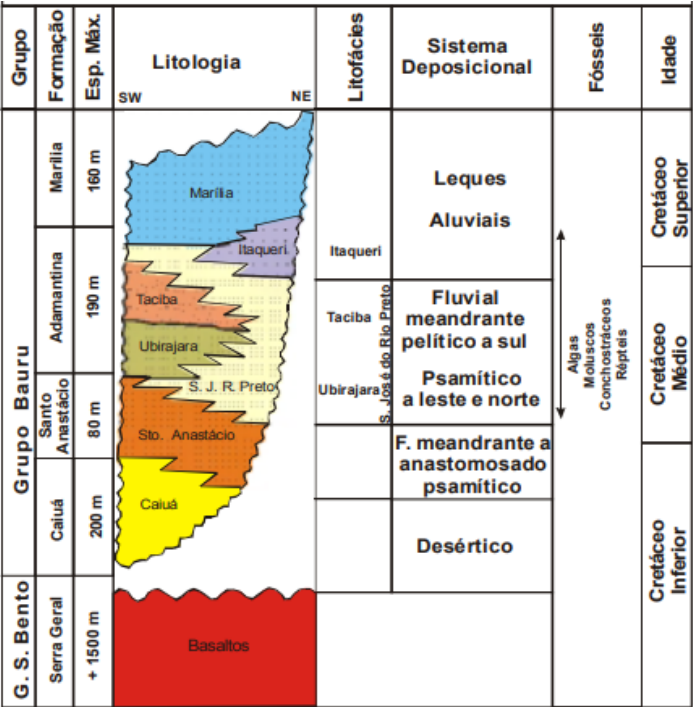 Grupo
Formação
Esp. Máx.
Litologia
SW
NE
Litofácies
Sistema
Deposicional
Fósseis
Idade
Grupo Bauru
Marília
160 m
Marília
Leques
Aluviais
Cretáceo
Superior
Adamantina
190 m
Itaqueri
Itaqueri
Taciba
Taciba
Ubirajara
Ubirajara
S. J. R. Preto
S. José do Rio Preto
Fluvial
meandrante
pelítico a sul
Psamítico
a leste e norte
Algas
Moluscos
Conchostráceos
Répteis
Cretáceo
Médio
Santo
Anastácio
80 m
Sto. Anastácio
F. meandrante a
anastomosado
psamítico
Caiuá
200 m
Caiuá
Desértico
Cretáceo
Inferior
G. S. Bento
Serra Geral
+ 1500 m
Basaltos